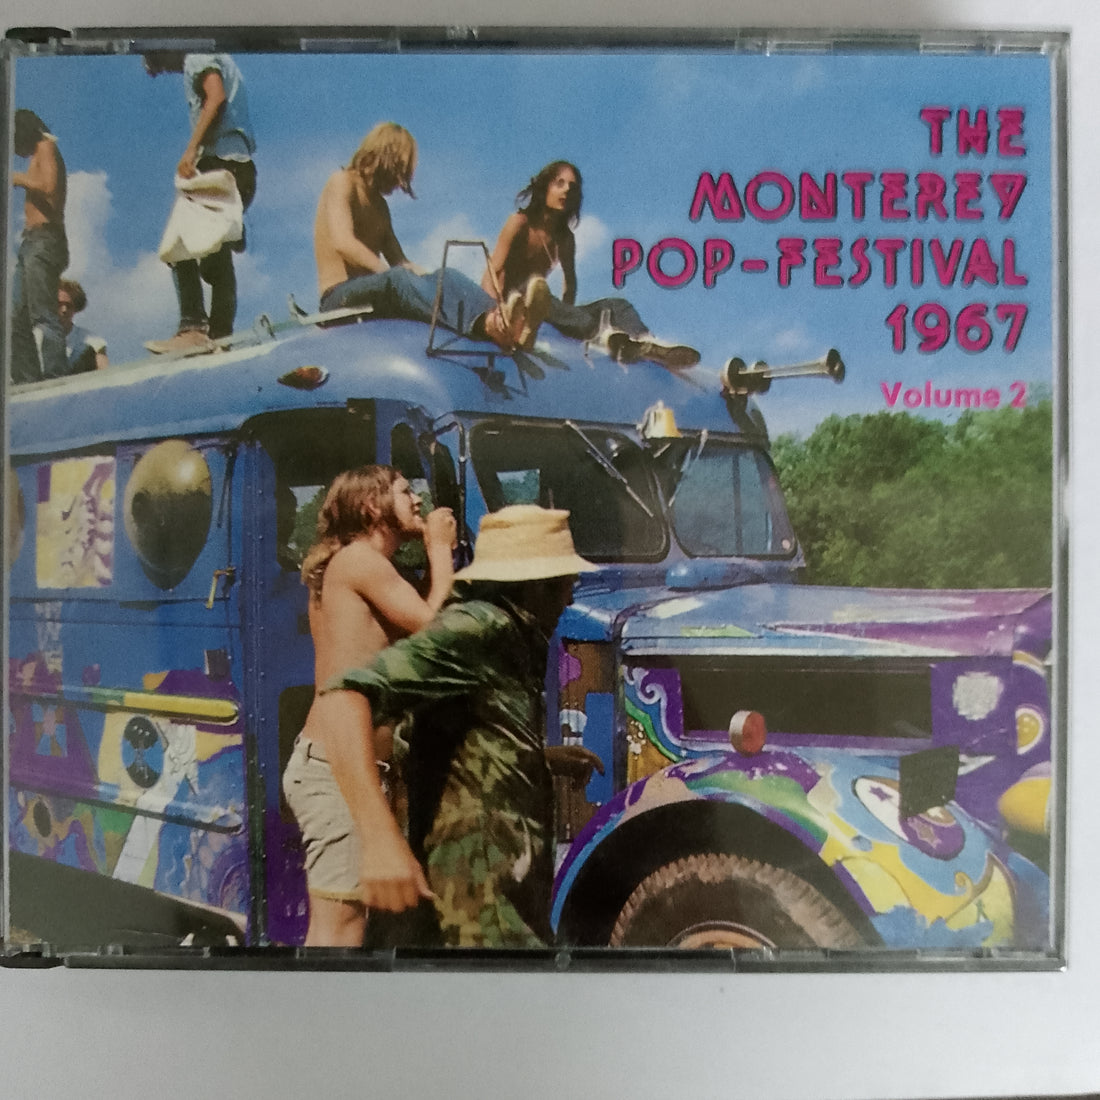 THE
MONTEREY
POP-FESTIVAL
1967
Volume 2